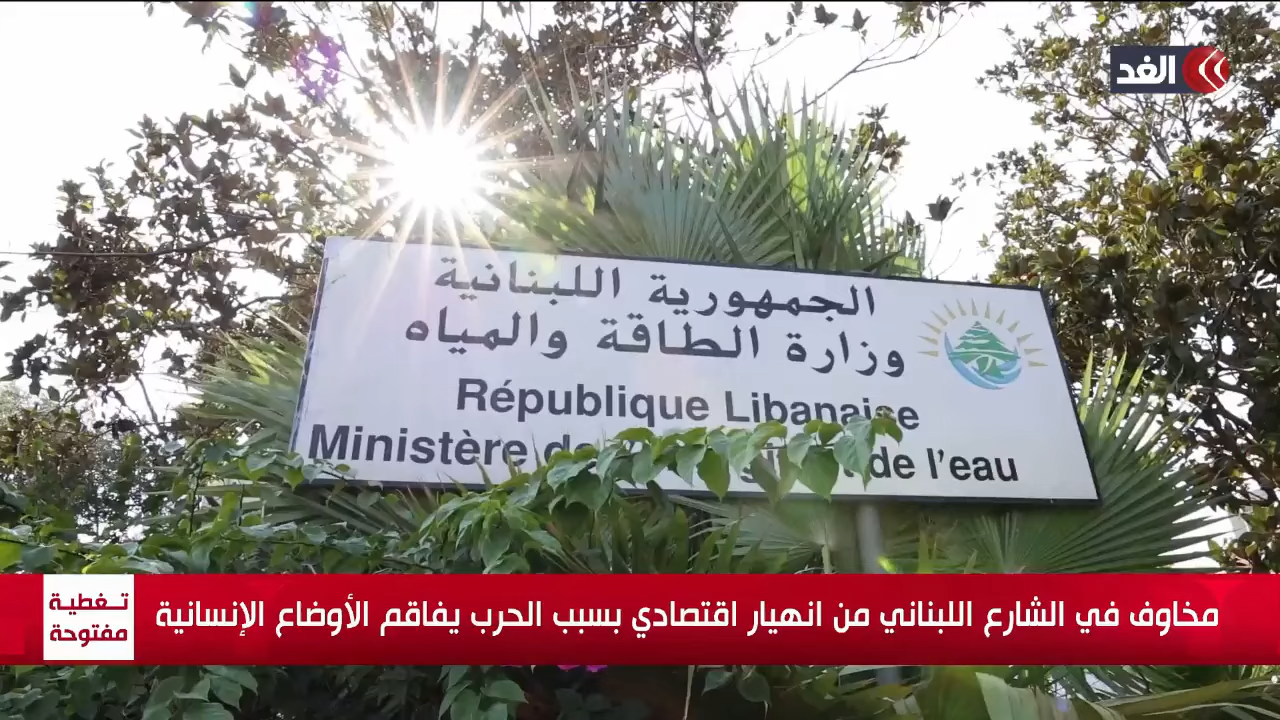 الغد
الجمهورية اللبنانية
وزارة الطاقة والمياه
République Libanaise
Ministère de l'eau
مخاوف في الشارع اللبناني من انهيار اقتصادي بسبب الحرب يفاقم الأوضاع الإنسانية
تغطية
مفتوحة